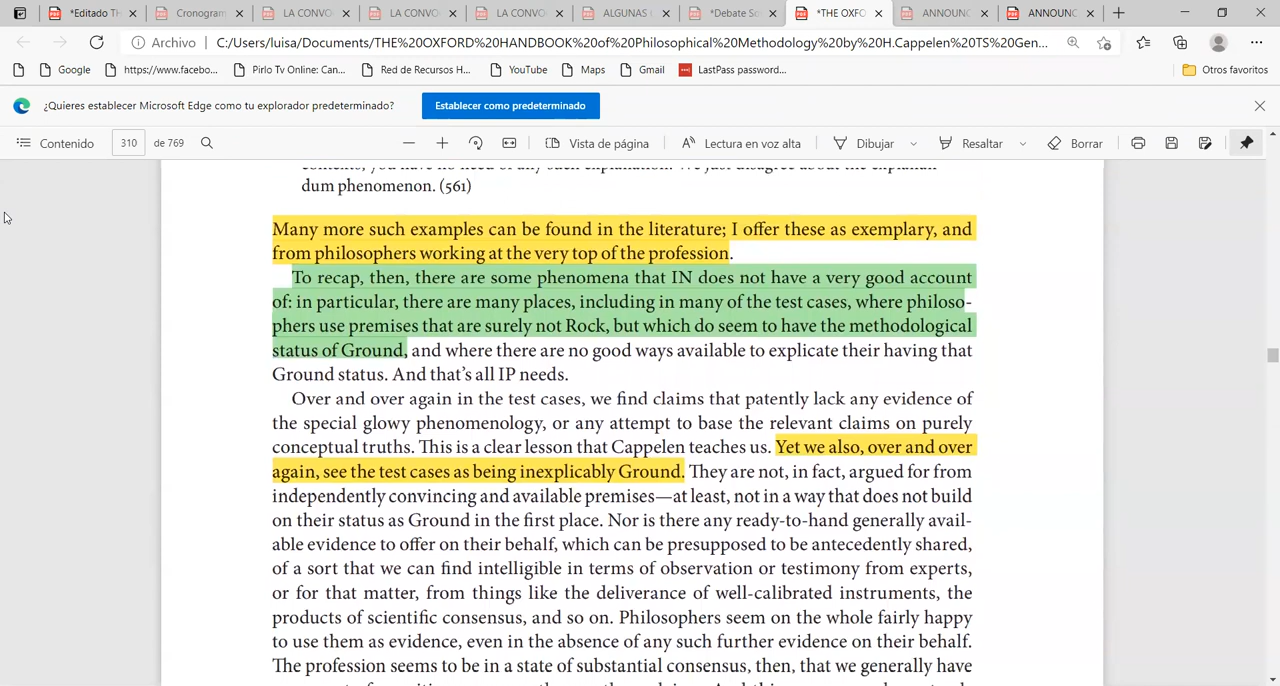 *Editado TH
Cronogram
LA CONVO
LA CONVO
LA CONVO
ALGUNAS
*Debate So
*THE OXFO
ANNOUNC
ANNOUNC
Archivo
C:/Users/luisa/Documents/THE%20OXFORD%20HANDBOOK%20of%20Philosophical%20Methodology%20by%20H.Cappelen%20TS%20Gen...
Google
https://www.facebo...
Pirlo Tv Online: Can...
Red de Recursos H...
YouTube
Maps
Gmail
LastPass password...
Otros favoritos
¿Quieres establecer Microsoft Edge como tu explorador predeterminado?
Establecer como predeterminado
Contenido
310
de 769
Vista de página
Lectura en voz alta
Dibujar
Resaltar
Borrar
dum phenomenon. (561)
Many more such examples can be found in the literature; I offer these as exemplary, and
from philosophers working at the very top of the profession.
To recap, then, there are some phenomena that IN does not have a very good account
of: in particular, there are many places, including in many of the test cases, where philoso-
phers use premises that are surely not Rock, but which do seem to have the methodological
status of Ground, and where there are no good ways available to explicate their having that
Ground status. And that's all IP needs.
Over and over again in the test cases, we find claims that patently lack any evidence of
the special glowy phenomenology, or any attempt to base the relevant claims on purely
conceptual truths. This is a clear lesson that Cappelen teaches us. Yet we also, over and over
again, see the test cases as being inexplicably Ground. They are not, in fact, argued for from
independently convincing and available premises—at least, not in a way that does not build
on their status as Ground in the first place. Nor is there any ready-to-hand generally avail-
able evidence to offer on their behalf, which can be presupposed to be antecedently shared,
of a sort that we can find intelligible in terms of observation or testimony from experts,
or for that matter, from things like the deliverance of well-calibrated instruments, the
products of scientific consensus, and so on. Philosophers seem on the whole fairly happy
to use them as evidence, even in the absence of any such further evidence on their behalf.
The profession seems to be in a state of substantial consensus, then, that we generally have